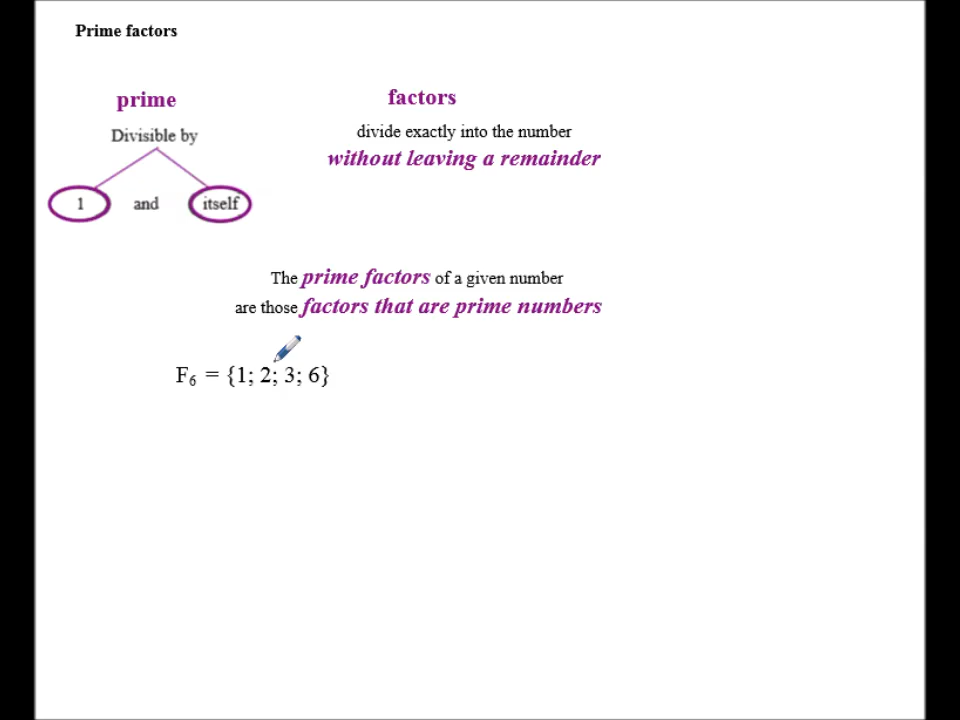 Prime factors
prime
Divisible by
1 and itself
factors
divide exactly into the number
without leaving a remainder
The prime factors of a given number
are those factors that are prime numbers
F₆ = {1; 2; 3; 6}